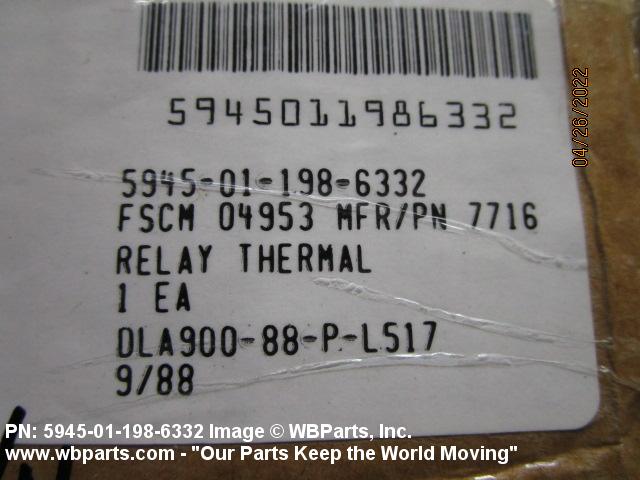 5945011986332
04/26/2022
5945-01-198-6332
FSCM 04953 MFR/PN 7716
RELAY THERMAL
1 EA
DLA900-88-P-L517
9/88
PN: 5945-01-198-6332 Image © WBParts, Inc.
www.wbparts.com - "Our Parts Keep the World Moving"